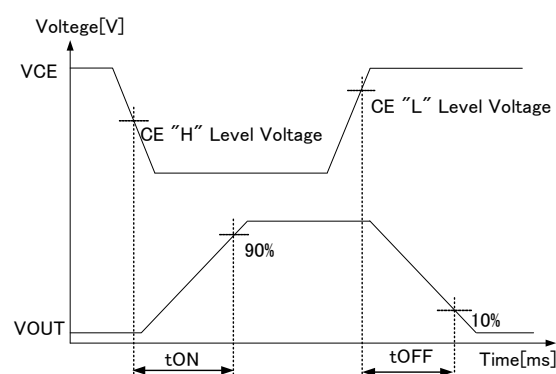 Voltege[V]
VCE
CE "H" Level Voltage
CE "L" Level Voltage
90%
10%
VOUT
tON
tOFF
Time[ms]